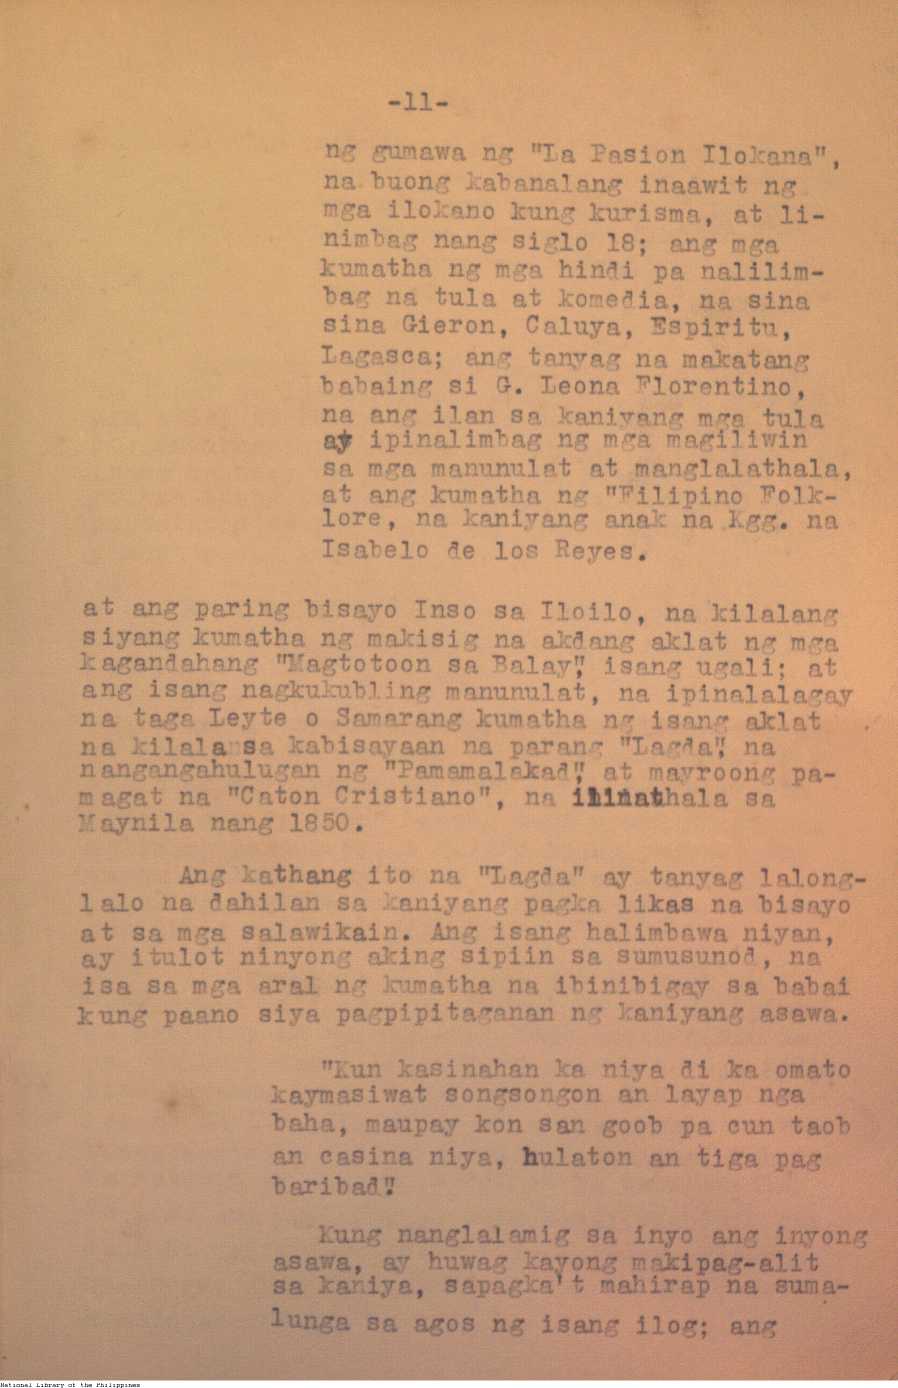 -11-
ng gumawa ng "La Pasion Ilokana",
na buong kabanalang inaawit ng
mga ilokano kung kurisma, at li-
nimbag nang siglo 18; ang mga
kumatha ng mga hindi pa nalilim-
bag na tula at komedia, na sina
sina Gieron, Caluya, Espiritu,
Lagasca; ang tanyag na makatang
babaing si G. Leona Florentino,
na ang ilan sa kaniyang mga tula
ay ipinalimbag ng mga magiliwin
sa mga manunulat at manglalathala,
at ang kumatha ng "Filipino Folk-
lore, na kaniyang anak na Kgg. na
Isabelo de los Reyes.
at ang paring bisayo Inso sa Iloilo, na kilalang
siyang kumatha ng makisig na akdang aklat ng mga
kagandahang "Magtotoon sa Balay", isang ugali; at
ang isang nagkukubling manunulat, na ipinalalagay
na taga Leyte o Samarang kumatha ng isang aklat
na kilala sa kabisayaan na parang "Lagda", na
nangangahulugan ng "Pamamalakad", at mayroong pa-
magat na "Caton Cristiano", na inilathala sa
Maynila nang 1850.
Ang kathang ito na "Lagda" ay tanyag lalong-
lalo na dahilan sa kaniyang pagka likas na bisayo
at sa mga salawikain. Ang isang halimbawa niyan,
ay itulot ninyong aking sipiin sa sumusunod, na
isa sa mga aral ng kumatha na ibinibigay sa babai
kung paano siya pagpipitaganan ng kaniyang asawa.
"Kun kasinahan ka niya di ka omato
kaymasiwat songsongon an layap nga
baha, maupay kon san goob pa cun taob
an casina niya, hulaton an tiga pag
baribad."
Kung nanglalamig sa inyo ang inyong
asawa, ay huwag kayong makipag-alit
sa kaniya, sapagka't mahirap na suma-
lunga sa agos ng isang ilog; ang
National Library of the Philippines